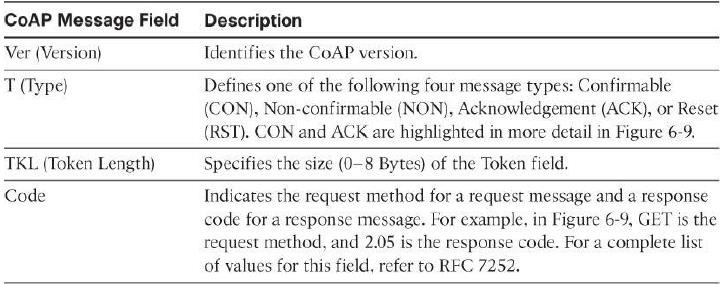 CoAP Message Field Description
Ver (Version) Identifies the CoAP version.
T (Type) Defines one of the following four message types: Confirmable
(CON), Non-confirmable (NON), Acknowledgement (ACK), or Reset
(RST). CON and ACK are highlighted in more detail in Figure 6-9.
TKL (Token Length) Specifies the size (0–8 Bytes) of the Token field.
Code Indicates the request method for a request message and a response
code for a response message. For example, in Figure 6-9, GET is the
request method, and 2.05 is the response code. For a complete list
of values for this field, refer to RFC 7252.